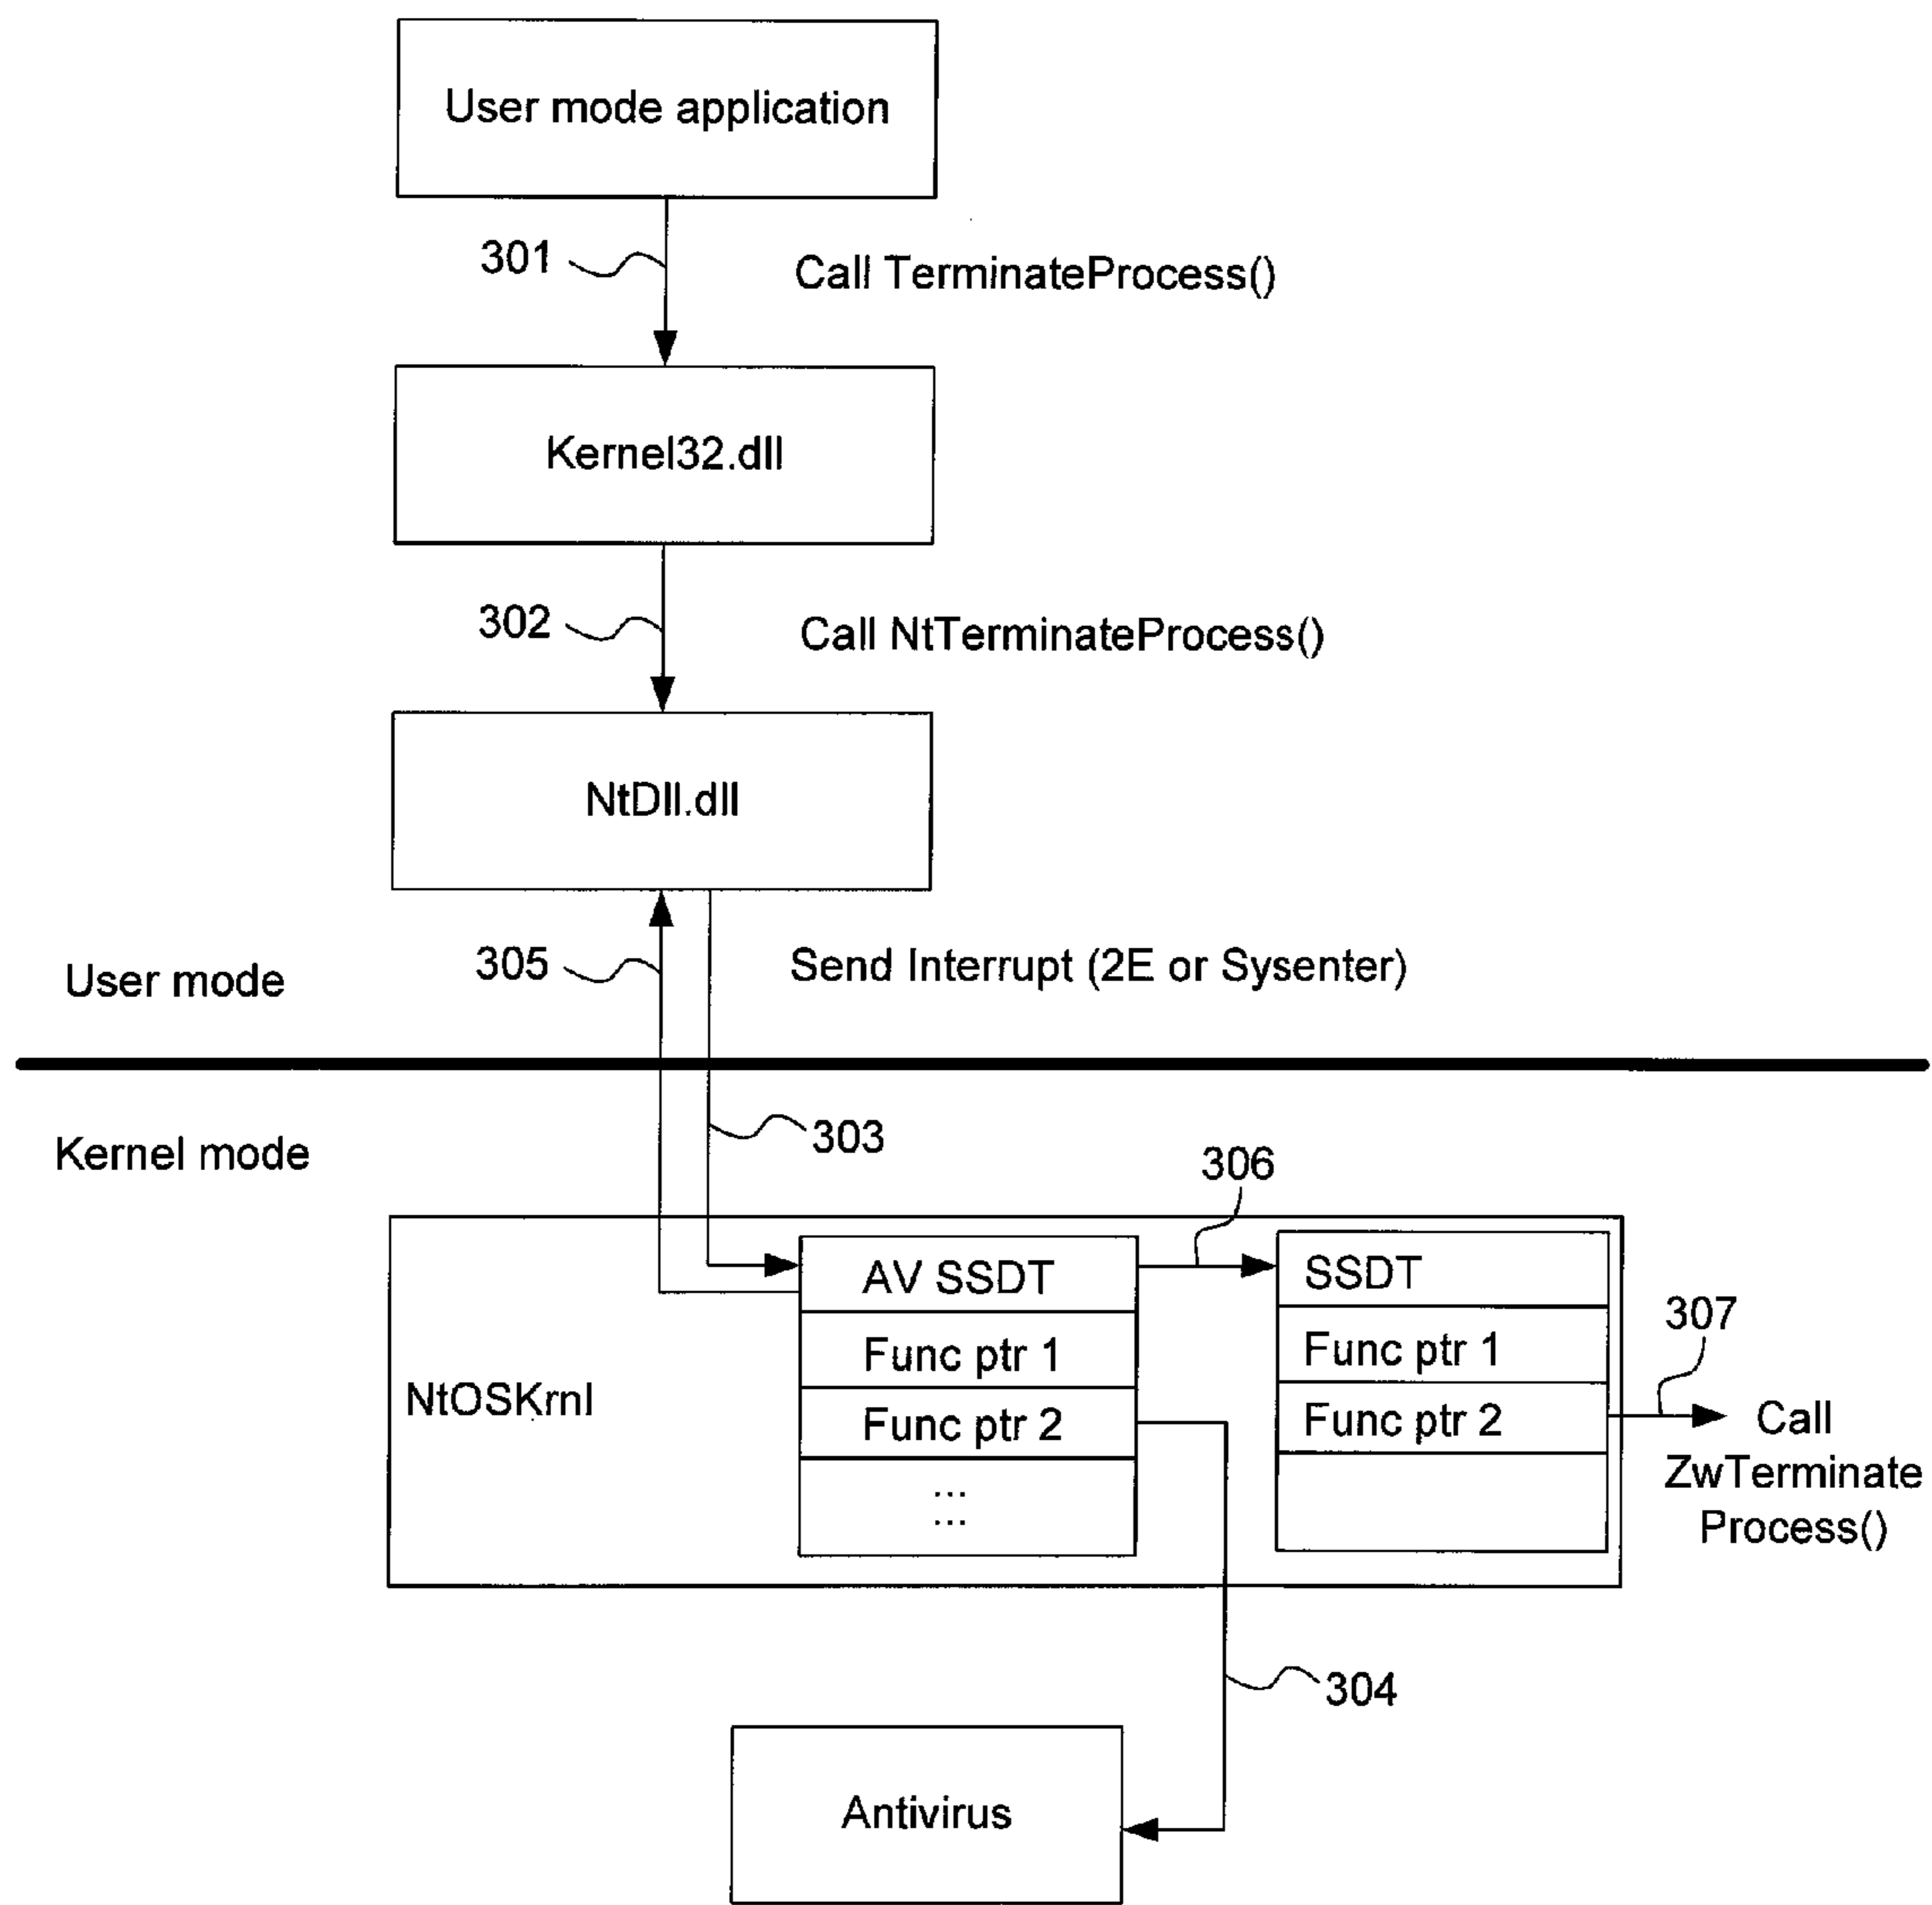 User mode application
301
Call TerminateProcess()
Kernel32.dll
302
Call NtTerminateProcess()
NtDll.dll
305
Send Interrupt (2E or Sysenter)
User mode
Kernel mode
303
306
AV SSDT
SSDT
307
Func ptr 1
Func ptr 1
NtOSKrnl
Func ptr 2
Func ptr 2
Call
ZwTerminate
Process()
...
...
304
Antivirus